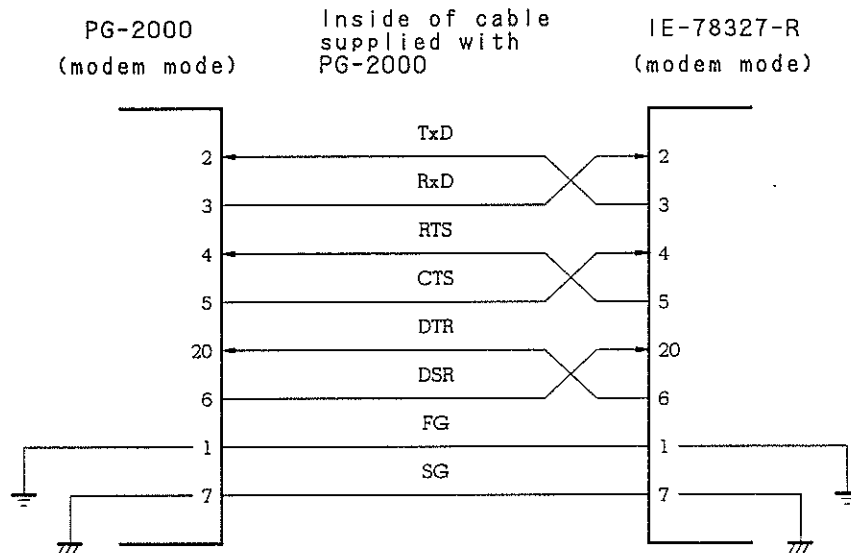 PG-2000
(modem mode)
Inside of cable
supplied with
PG-2000
IE-78327-R
(modem mode)
TxD
2 2
RxD
3 3
RTS
4 4
CTS
5 5
DTR
20 20
DSR
6 6
FG
1 1
SG
7 7